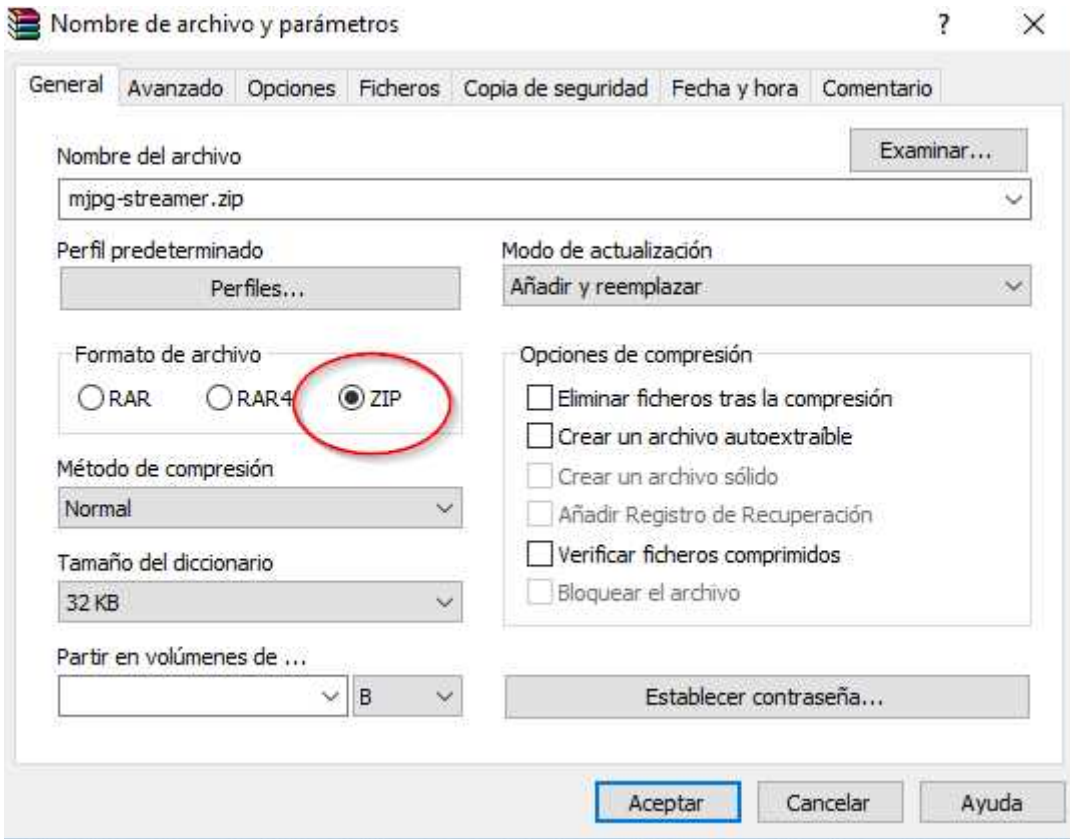 Nombre de archivo y parámetros
?
General Avanzado Opciones Ficheros Copia de seguridad Fecha y hora Comentario
Nombre del archivo
Examinar...
mjpg-streamer.zip
Perfil predeterminado
Perfiles...
Modo de actualización
Añadir y reemplazar
Formato de archivo
RAR RAR4 ZIP
Método de compresión
Normal
Tamaño del diccionario
32 KB
Partir en volúmenes de ...
B
Opciones de compresión
Eliminar ficheros tras la compresión
Crear un archivo autoextraíble
Crear un archivo sólido
Añadir Registro de Recuperación
Verificar ficheros comprimidos
Bloquear el archivo
Establecer contraseña...
Aceptar Cancelar Ayuda